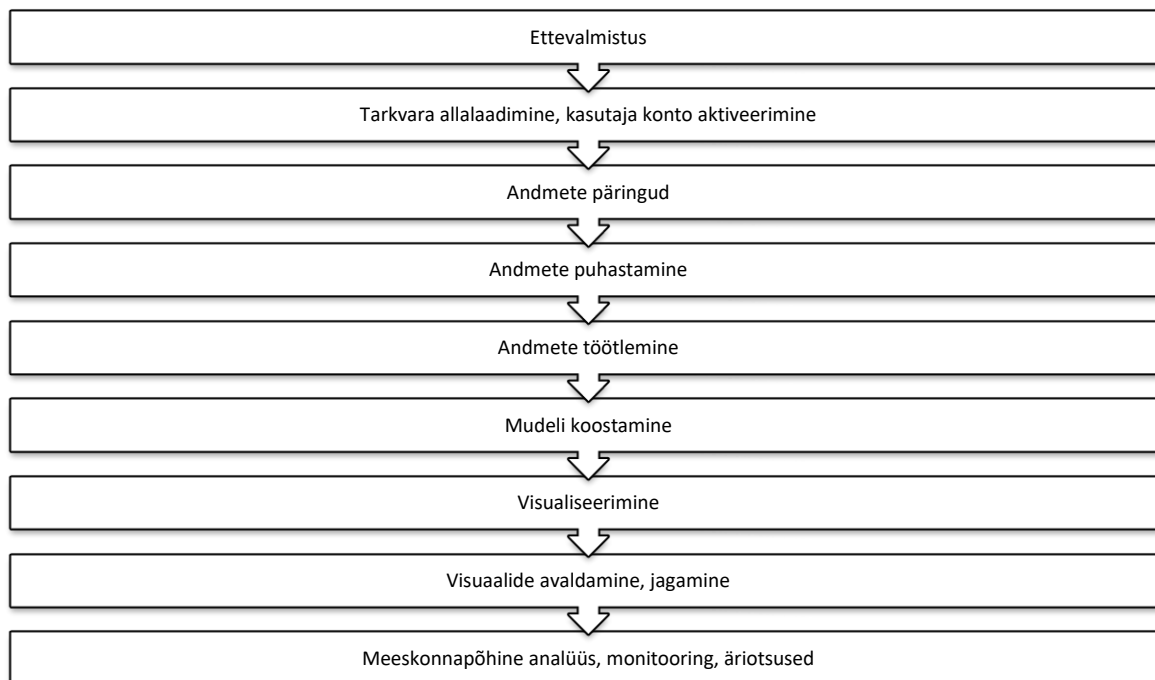 Ettevalmistus
Tarkvara allalaadimine, kasutaja konto aktiveerimine
Andmete päringud
Andmete puhastamine
Andmete töötlemine
Mudeli koostamine
Visualiseerimine
Visuaalide avaldamine, jagamine
Meeskonnapõhine analüüs, monitooring, äriotsused